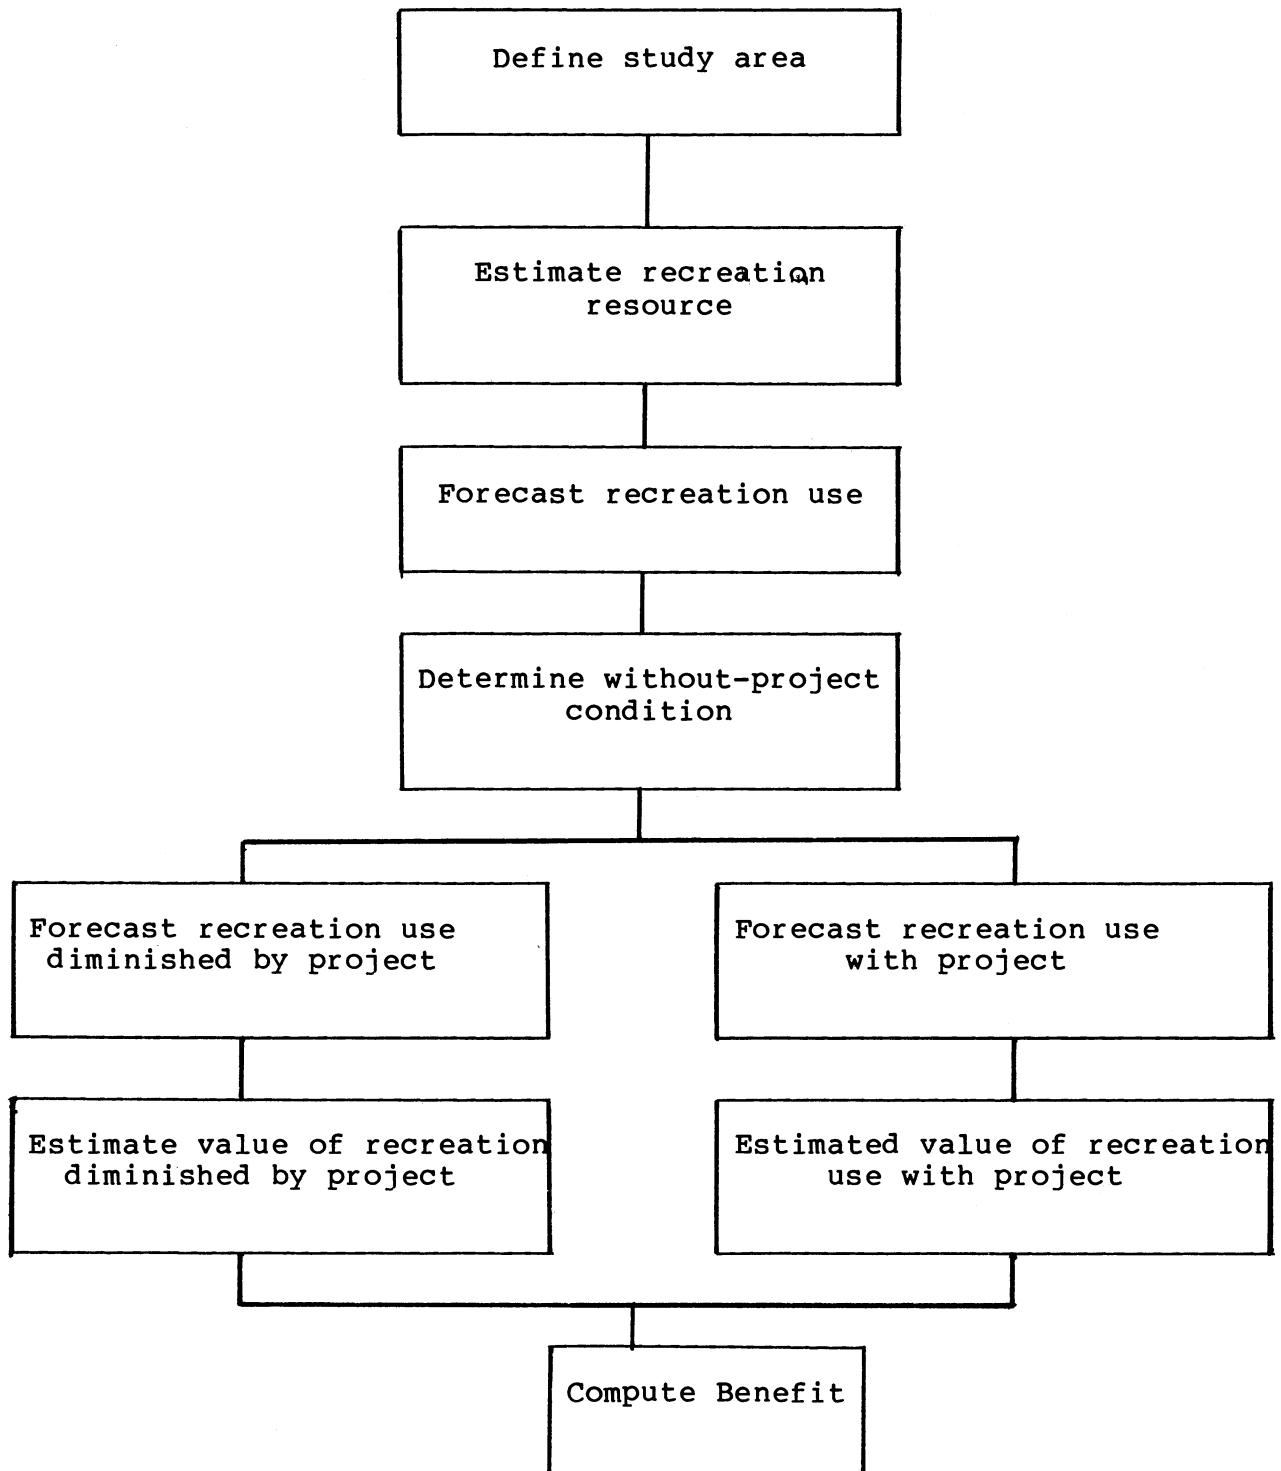 Define study area
Estimate recreation
resource
Forecast recreation use
Determine without-project
condition
Forecast recreation use
diminished by project
Forecast recreation use
with project
Estimate value of recreation
diminished by project
Estimated value of recreation
use with project
Compute Benefit